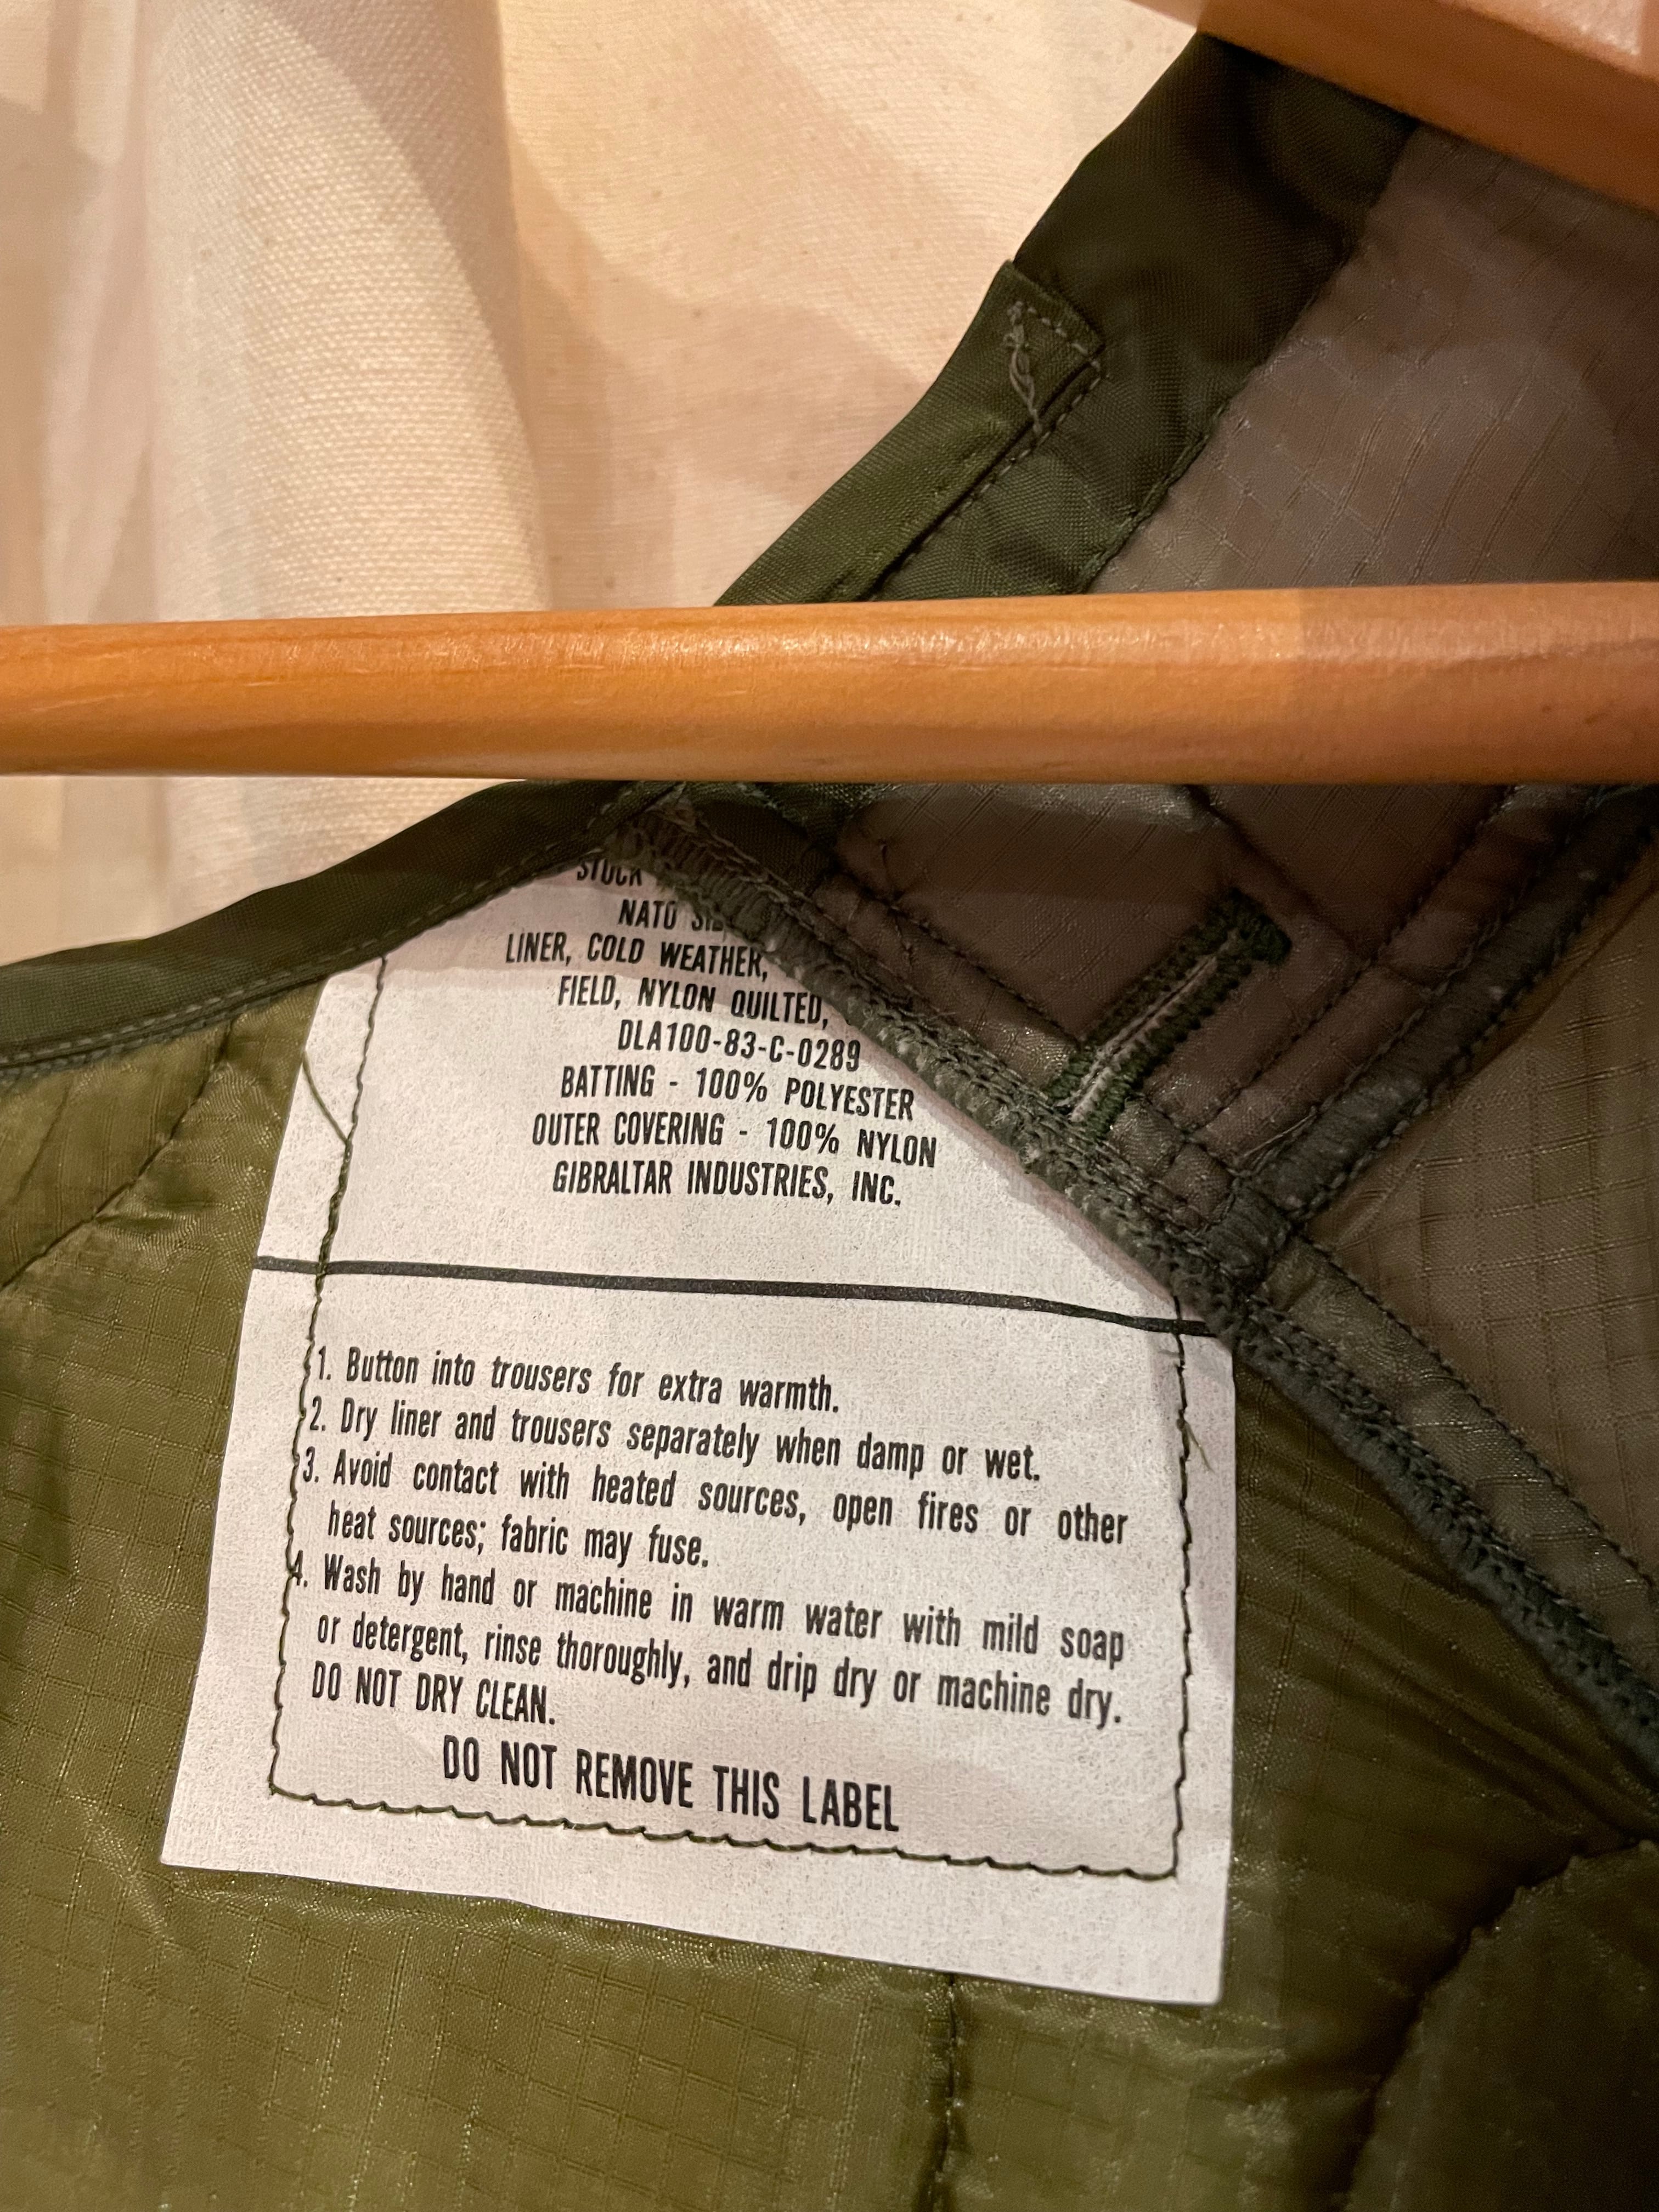 STOCK
NATO
LINER, COLD WEATHER,
FIELD, NYLON QUILTED,
DLA100-83-C-0289
BATTING - 100% POLYESTER
OUTER COVERING - 100% NYLON
GIBRALTAR INDUSTRIES, INC.
1. Button into trousers for extra warmth.
2. Dry liner and trousers separately when damp or wet.
3. Avoid contact with heated sources, open fires or other
heat sources; fabric may fuse.
4. Wash by hand or machine in warm water with mild soap
or detergent, rinse thoroughly, and drip dry or machine dry.
DO NOT DRY CLEAN.
DO NOT REMOVE THIS LABEL